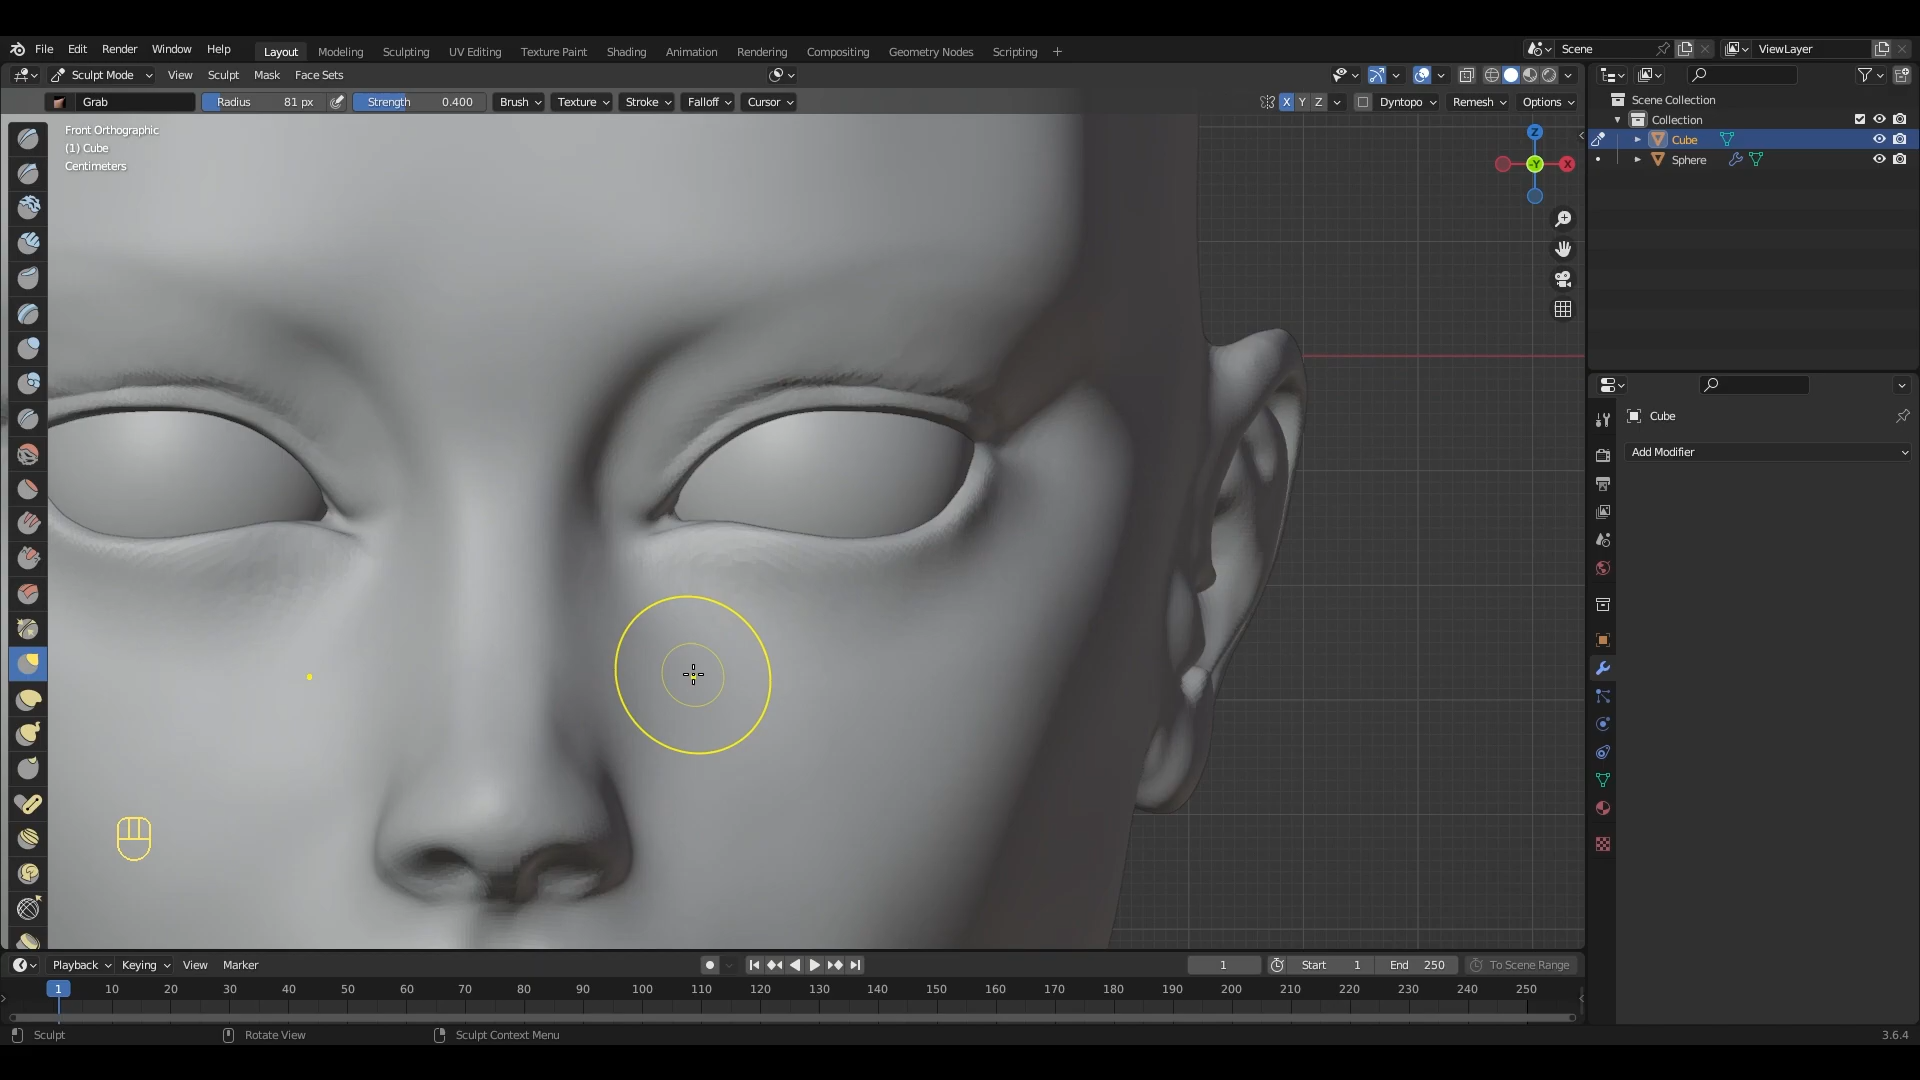 File Edit Render Window Help Layout Modeling Sculpting UV Editing Texture Paint Shading Animation Rendering Compositing Geometry Nodes Scripting + Scene ViewLayer
Sculpt Mode View Sculpt Mask Face Sets
Grab Radius 81 px Strength 0.400 Brush Texture Stroke Falloff Cursor X Y Z Dyntopo Remesh Options
Front Orthographic
(1) Cube
Centimeters
Z
-Y
X
Scene Collection
Collection
Cube
Sphere
Cube
Add Modifier
Playback Keying View Marker 1 Start 1 End 250 To Scene Range
1 10 20 30 40 50 60 70 80 90 100 110 120 130 140 150 160 170 180 190 200 210 220 230 240 250
Sculpt Rotate View Sculpt Context Menu 3.6.4